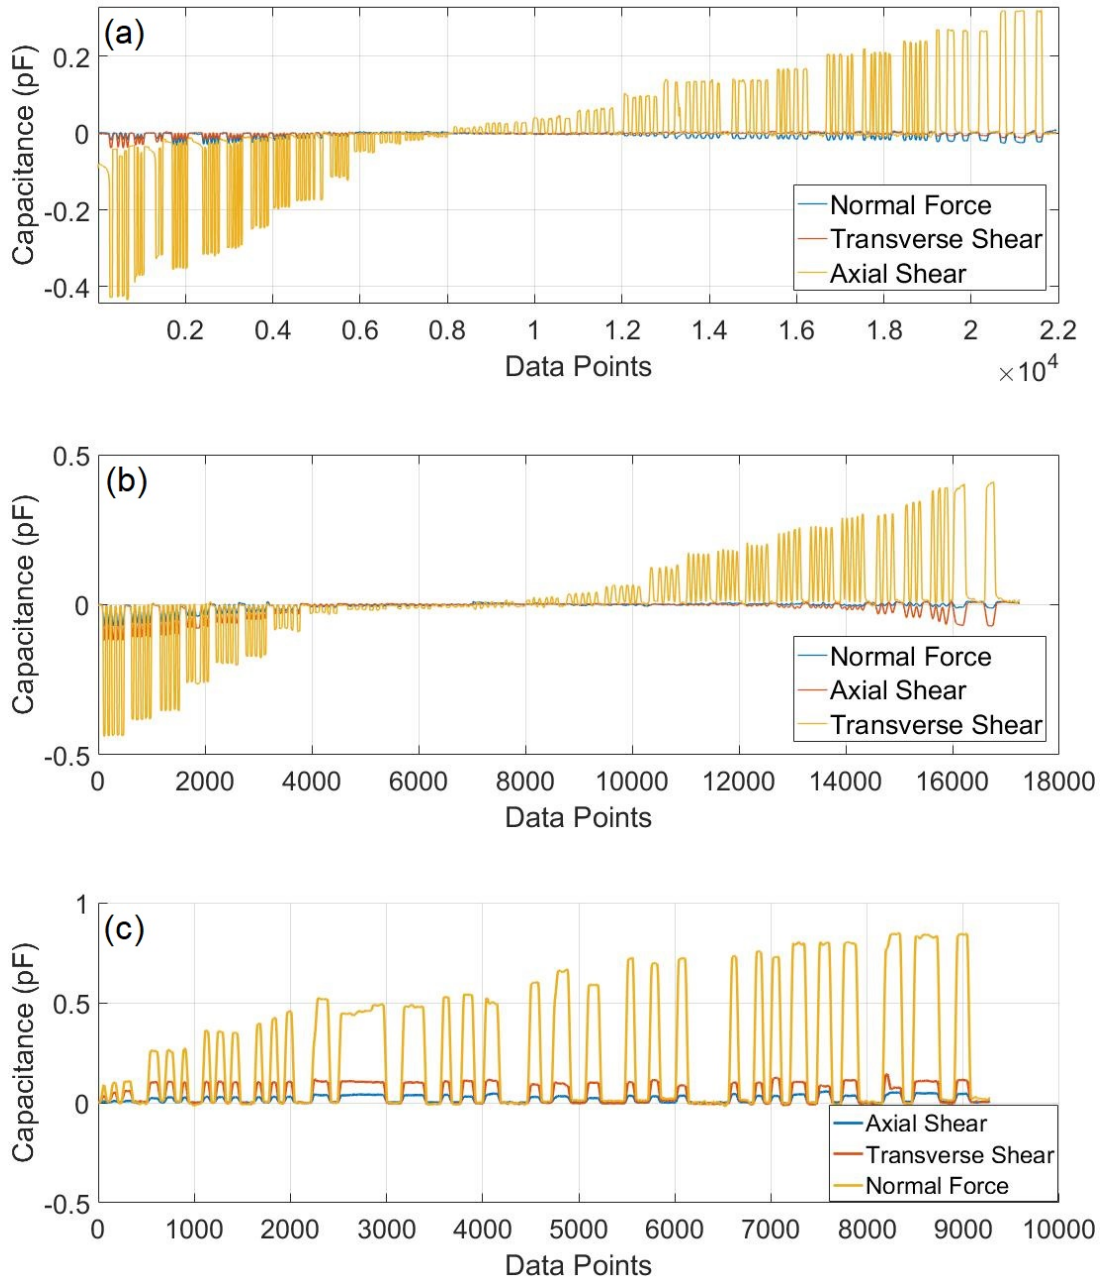 (a)
Capacitance (pF)
0.2
0
-0.2
-0.4
Normal Force
Transverse Shear
Axial Shear
0.2 0.4 0.6 0.8 1 1.2 1.4 1.6 1.8 2 2.2
Data Points
×10^4
(b)
Capacitance (pF)
0.5
0
-0.5
Normal Force
Axial Shear
Transverse Shear
0 2000 4000 6000 8000 10000 12000 14000 16000 18000
Data Points
(c)
Capacitance (pF)
1
0.5
0
-0.5
Axial Shear
Transverse Shear
Normal Force
0 1000 2000 3000 4000 5000 6000 7000 8000 9000 10000
Data Points